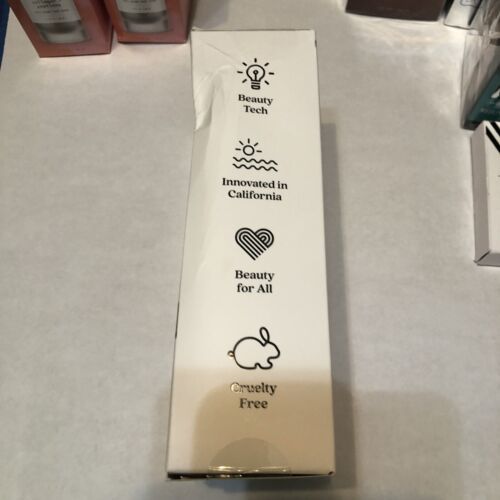 Beauty
Tech
Innovated in
California
Beauty
for All
Cruelty
Free